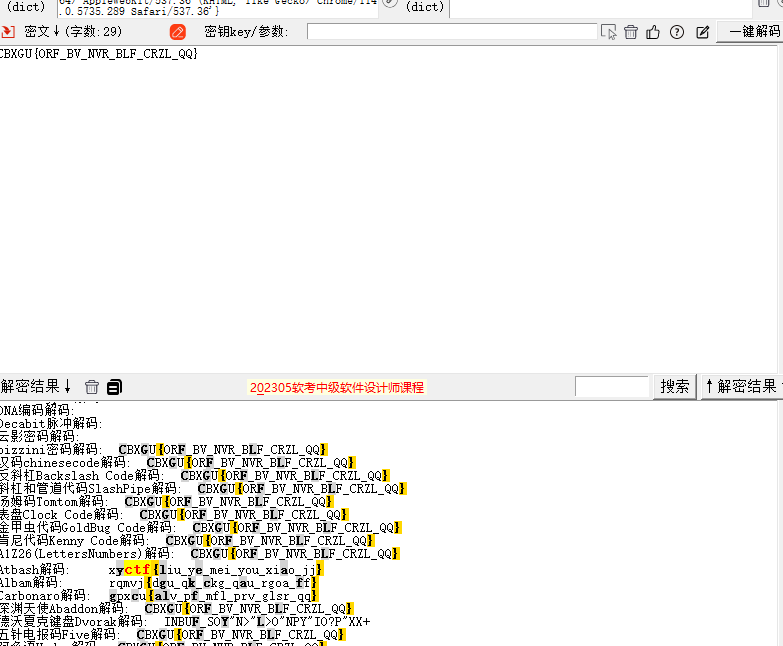 (dict)
647 AppleWebKit/537.36 (KHTML, like Gecko) Chrome/114
.0.5735.289 Safari/537.36'}
(dict)
密文↓(字数:29)
密钥key/参数:
一键解码
CBXGU{ORF_BV_NVR_BLF_CRZL_QQ}
解密结果↓
202305软考中级软件设计师课程
搜索
↑解密结果
DNA编码解码:
Decabit脉冲解码:
云影密码解码:
pizzini密码解码: CBXGU{ORF_BV_NVR_BLF_CRZL_QQ}
汉码chinesecode解码: CBXGU{ORF_BV_NVR_BLF_CRZL_QQ}
反斜杠Backslash Code解码: CBXGU{ORF_BV_NVR_BLF_CRZL_QQ}
斜杠和管道代码SlashPipe解码: CBXGU{ORF_BV_NVR_BLF_CRZL_QQ}
汤姆码Tomtom解码: CBXGU{ORF_BV_NVR_BLF_CRZL_QQ}
表盘Clock Code解码: CBXGU{ORF_BV_NVR_BLF_CRZL_QQ}
金甲虫代码GoldBug Code解码: CBXGU{ORF_BV_NVR_BLF_CRZL_QQ}
肯尼代码Kenny Code解码: CBXGU{ORF_BV_NVR_BLF_CRZL_QQ}
A1Z26(LettersNumbers)解码: CBXGU{ORF_BV_NVR_BLF_CRZL_QQ}
Atbash解码: xyctf{liu_ye_mei_you_xiao_jj}
Albam解码: rqmvj{dgu_qk_ckg_qau_rgoa_ff}
Carbonaro解码: gpxcu{alv_pf_mfl_prv_glsr_qq}
深渊天使Abaddon解码: CBXGU{ORF_BV_NVR_BLF_CRZL_QQ}
德沃夏克键盘Dvorak解码: INBUF_SOY"N>"L>O"NPY"IO?P"XX+
五针电报码Five解码: CBXGU{ORF_BV_NVR_BLF_CRZL_QQ}